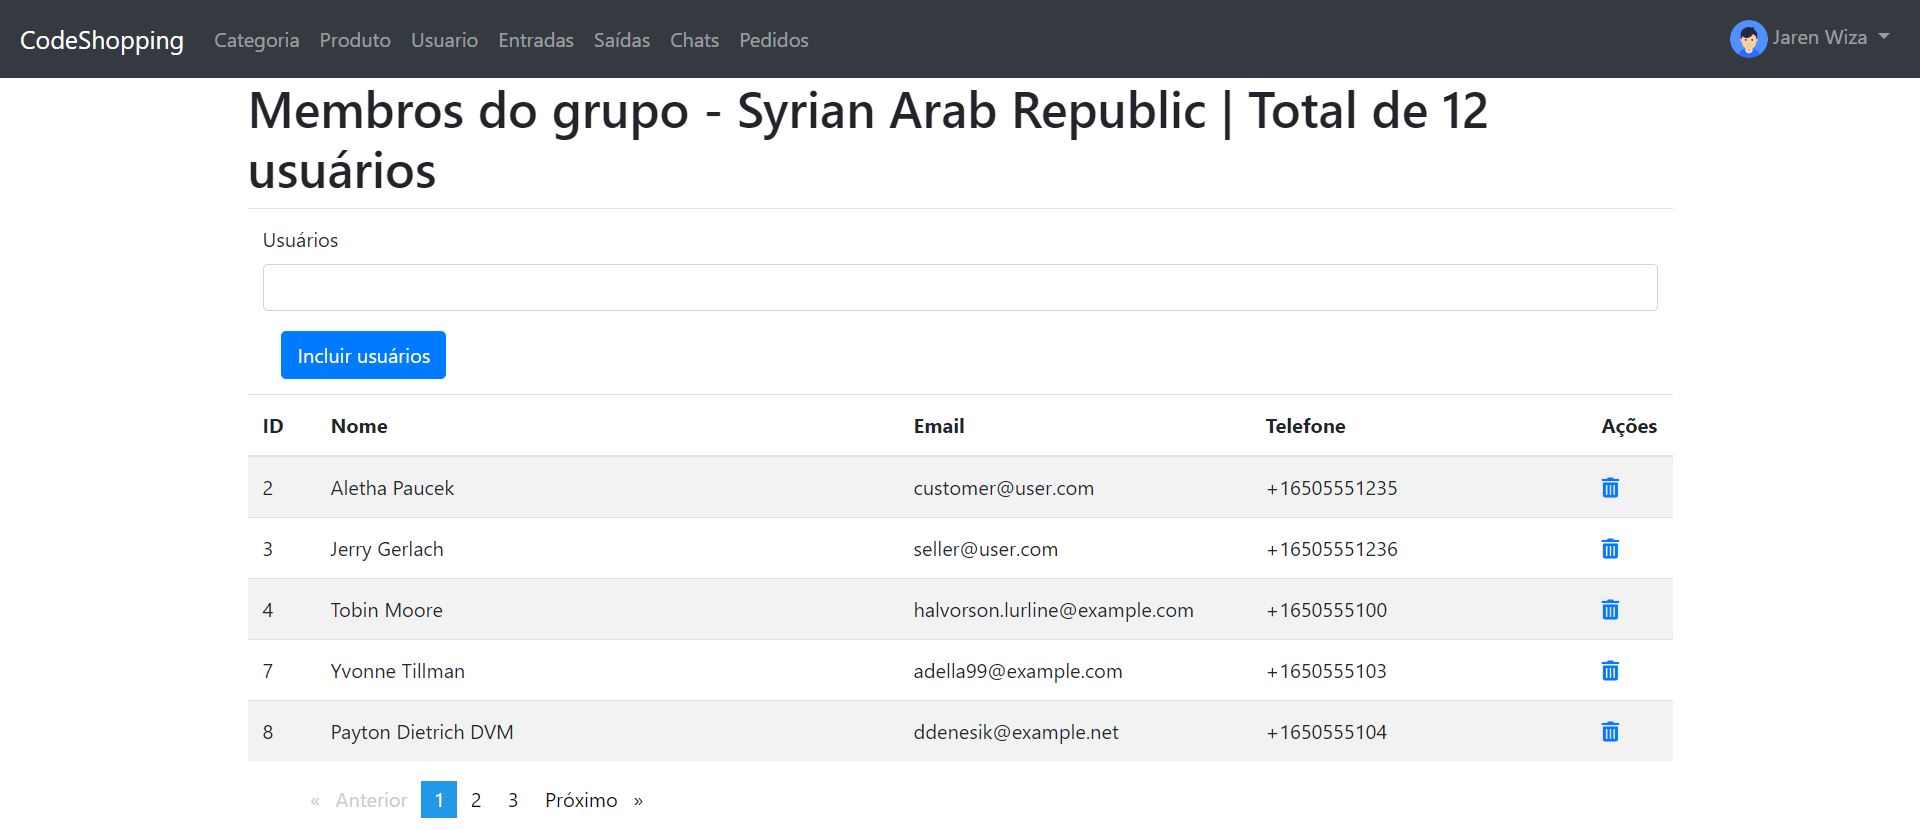 CodeShopping Categoria Produto Usuario Entradas Saídas Chats Pedidos Jaren Wiza
Membros do grupo - Syrian Arab Republic | Total de 12
usuários
Usuários
Incluir usuários
ID Nome Email Telefone Ações
2 Aletha Paucek customer@user.com +16505551235
3 Jerry Gerlach seller@user.com +16505551236
4 Tobin Moore halvorson.lurline@example.com +1650555100
7 Yvonne Tillman adella99@example.com +1650555103
8 Payton Dietrich DVM ddenesik@example.net +1650555104
« Anterior 1 2 3 Próximo »